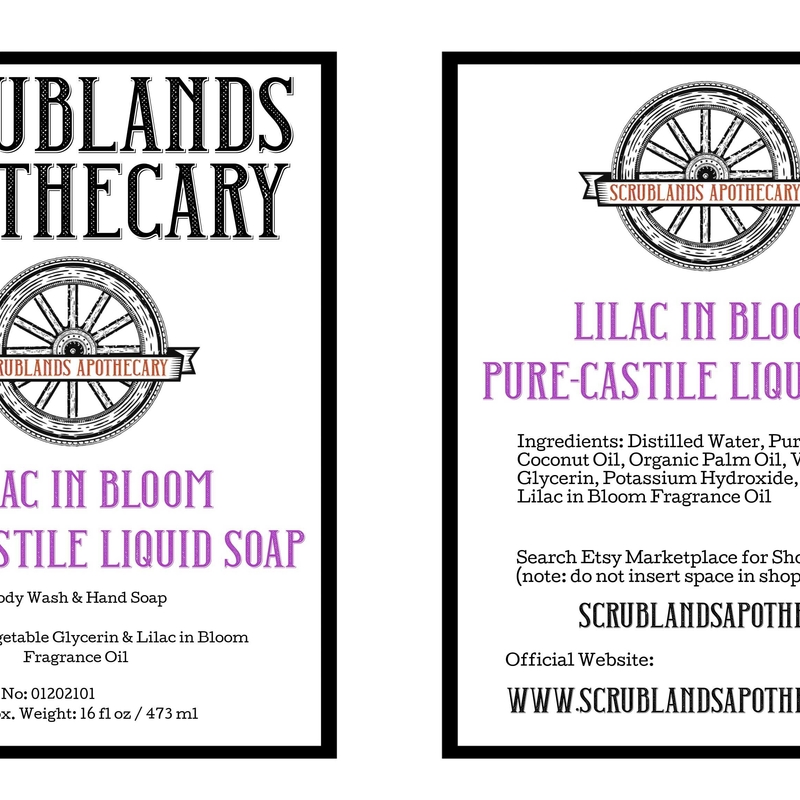 UBLANDS
THECARY
RUBLANDS APOTHECARY
AC IN BLOOM
STILE LIQUID SOAP
ody Wash & Hand Soap
getable Glycerin & Lilac in Bloom
Fragrance Oil
No: 01202101
ox. Weight: 16 fl oz / 473 ml
SCRUBLANDS APOTHECARY
LILAC IN BLOO
PURE-CASTILE LIQU
Ingredients: Distilled Water, Pur
Coconut Oil, Organic Palm Oil, V
Glycerin, Potassium Hydroxide,
Lilac in Bloom Fragrance Oil
Search Etsy Marketplace for Sho
(note: do not insert space in shop
SCRUBLANDSAPOTHE
Official Website:
WWW.SCRUBLANDSAPOTHE